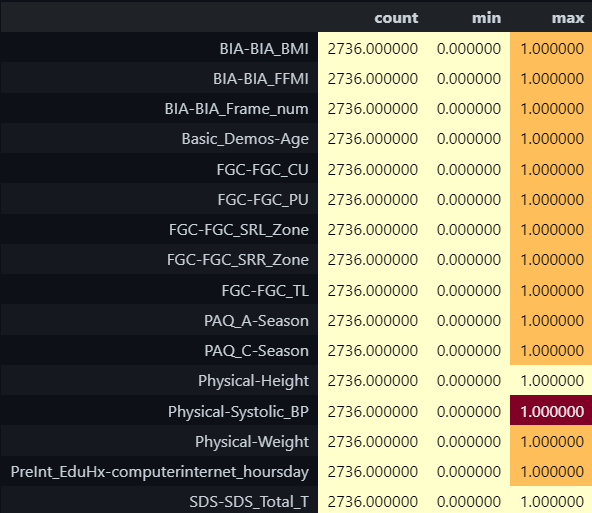 count min max
BIA-BIA_BMI 2736.000000 0.000000 1.000000
BIA-BIA_FFMI 2736.000000 0.000000 1.000000
BIA-BIA_Frame_num 2736.000000 0.000000 1.000000
Basic_Demos-Age 2736.000000 0.000000 1.000000
FGC-FGC_CU 2736.000000 0.000000 1.000000
FGC-FGC_PU 2736.000000 0.000000 1.000000
FGC-FGC_SRL_Zone 2736.000000 0.000000 1.000000
FGC-FGC_SRR_Zone 2736.000000 0.000000 1.000000
FGC-FGC_TL 2736.000000 0.000000 1.000000
PAQ_A-Season 2736.000000 0.000000 1.000000
PAQ_C-Season 2736.000000 0.000000 1.000000
Physical-Height 2736.000000 0.000000 1.000000
Physical-Systolic_BP 2736.000000 0.000000 1.000000
Physical-Weight 2736.000000 0.000000 1.000000
PreInt_EduHx-computerinternet_hoursday 2736.000000 0.000000 1.000000
SDS-SDS_Total_T 2736.000000 0.000000 1.000000